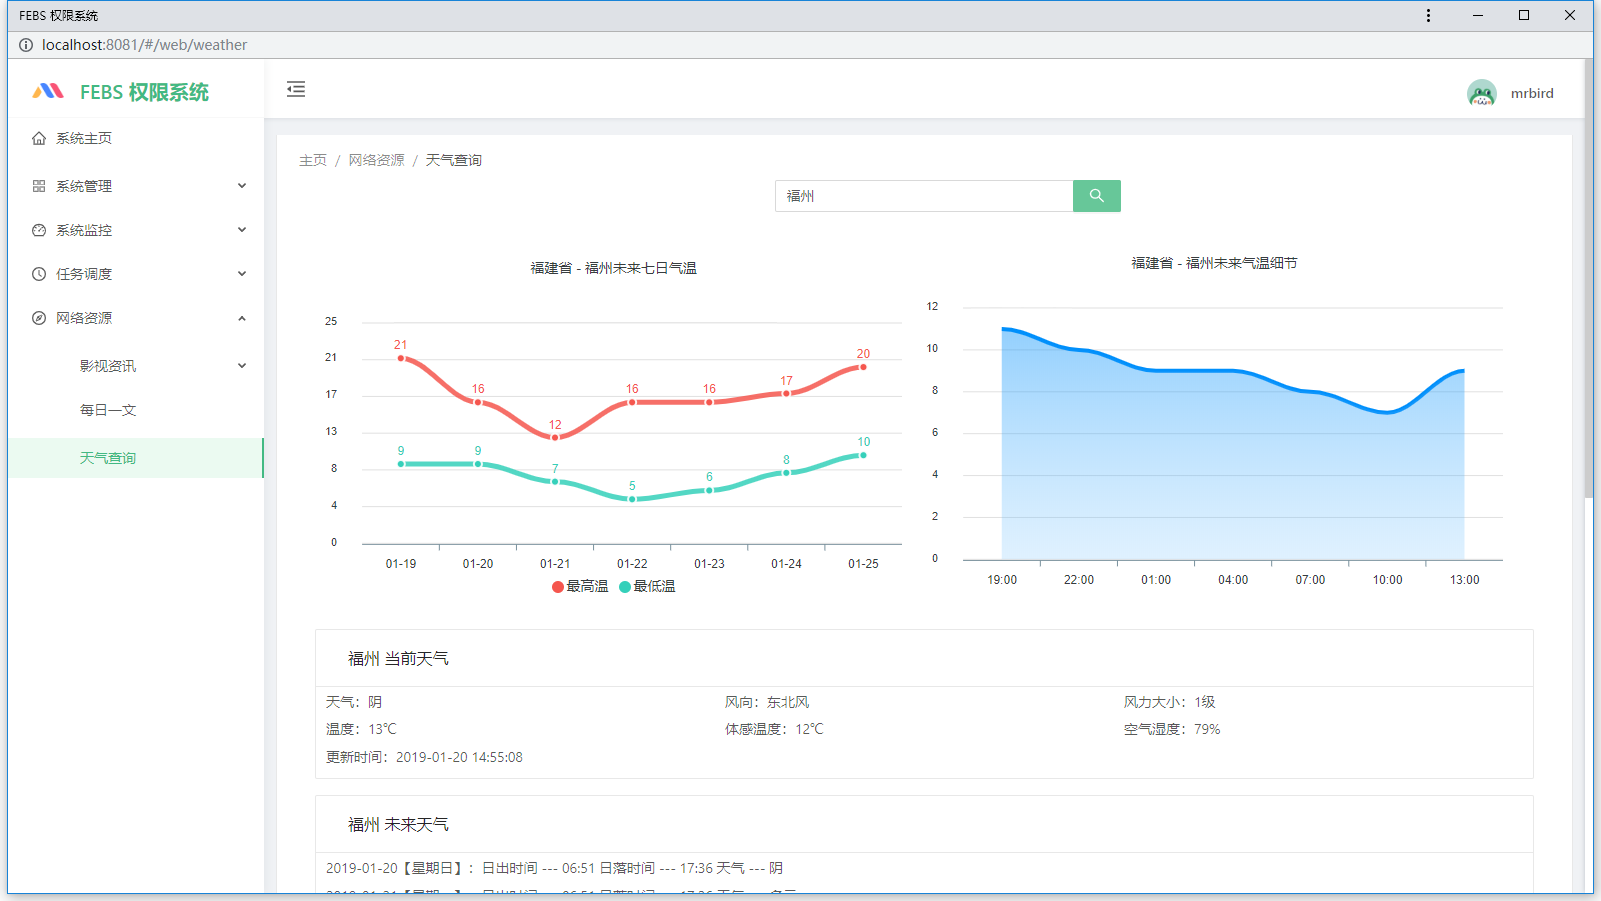 FEBS 权限系统
localhost:8081/#/web/weather
FEBS 权限系统
mrbird
系统主页
系统管理
系统监控
任务调度
网络资源
影视资讯
每日一文
天气查询
主页 / 网络资源 / 天气查询
福州
福建省 - 福州未来七日气温
25
21
17
13
8
4
0
21 16 12 16 16 17 20
9 9 7 5 6 8 10
01-19 01-20 01-21 01-22 01-23 01-24 01-25
最高温 最低温
福建省 - 福州未来气温细节
12
10
8
6
4
2
0
19:00 22:00 01:00 04:00 07:00 10:00 13:00
福州 当前天气
天气：阴 风向：东北风 风力大小：1级
温度：13℃ 体感温度：12℃ 空气湿度：79%
更新时间：2019-01-20 14:55:08
福州 未来天气
2019-01-20【星期日】：日出时间 --- 06:51 日落时间 --- 17:36 天气 --- 阴